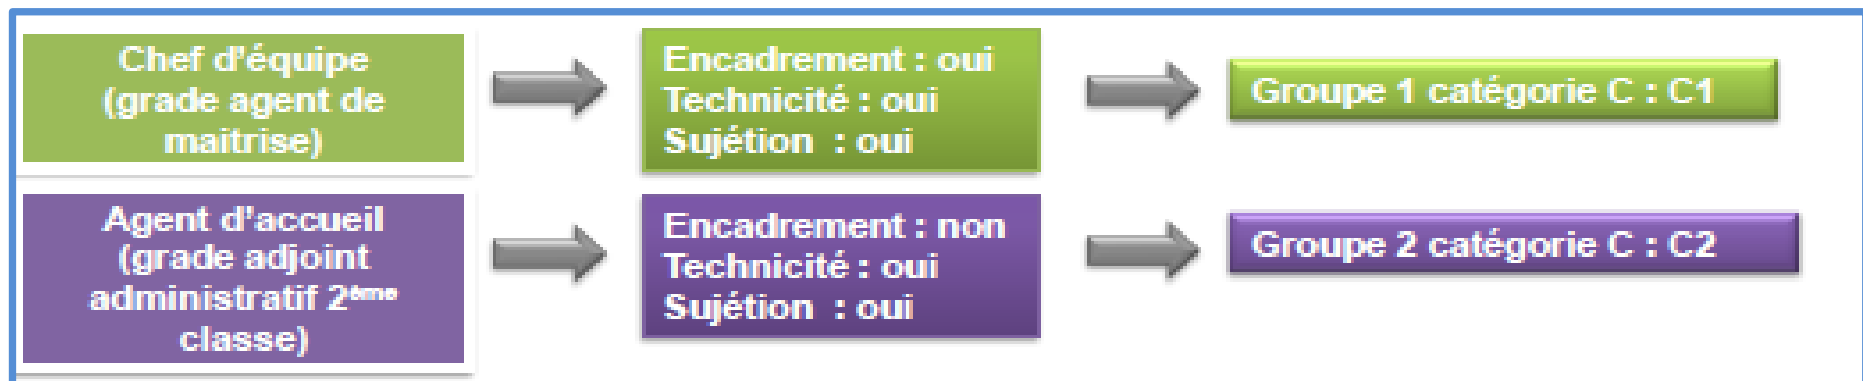 Chef d'équipe
(grade agent de
maitrise)
Encadrement : oui
Technicité : oui
Sujétion  : oui
Groupe 1 catégorie C : C1
Agent d'accueil
(grade adjoint
administratif 2ème
classe)
Encadrement : non
Technicité : oui
Sujétion  : oui
Groupe 2 catégorie C : C2